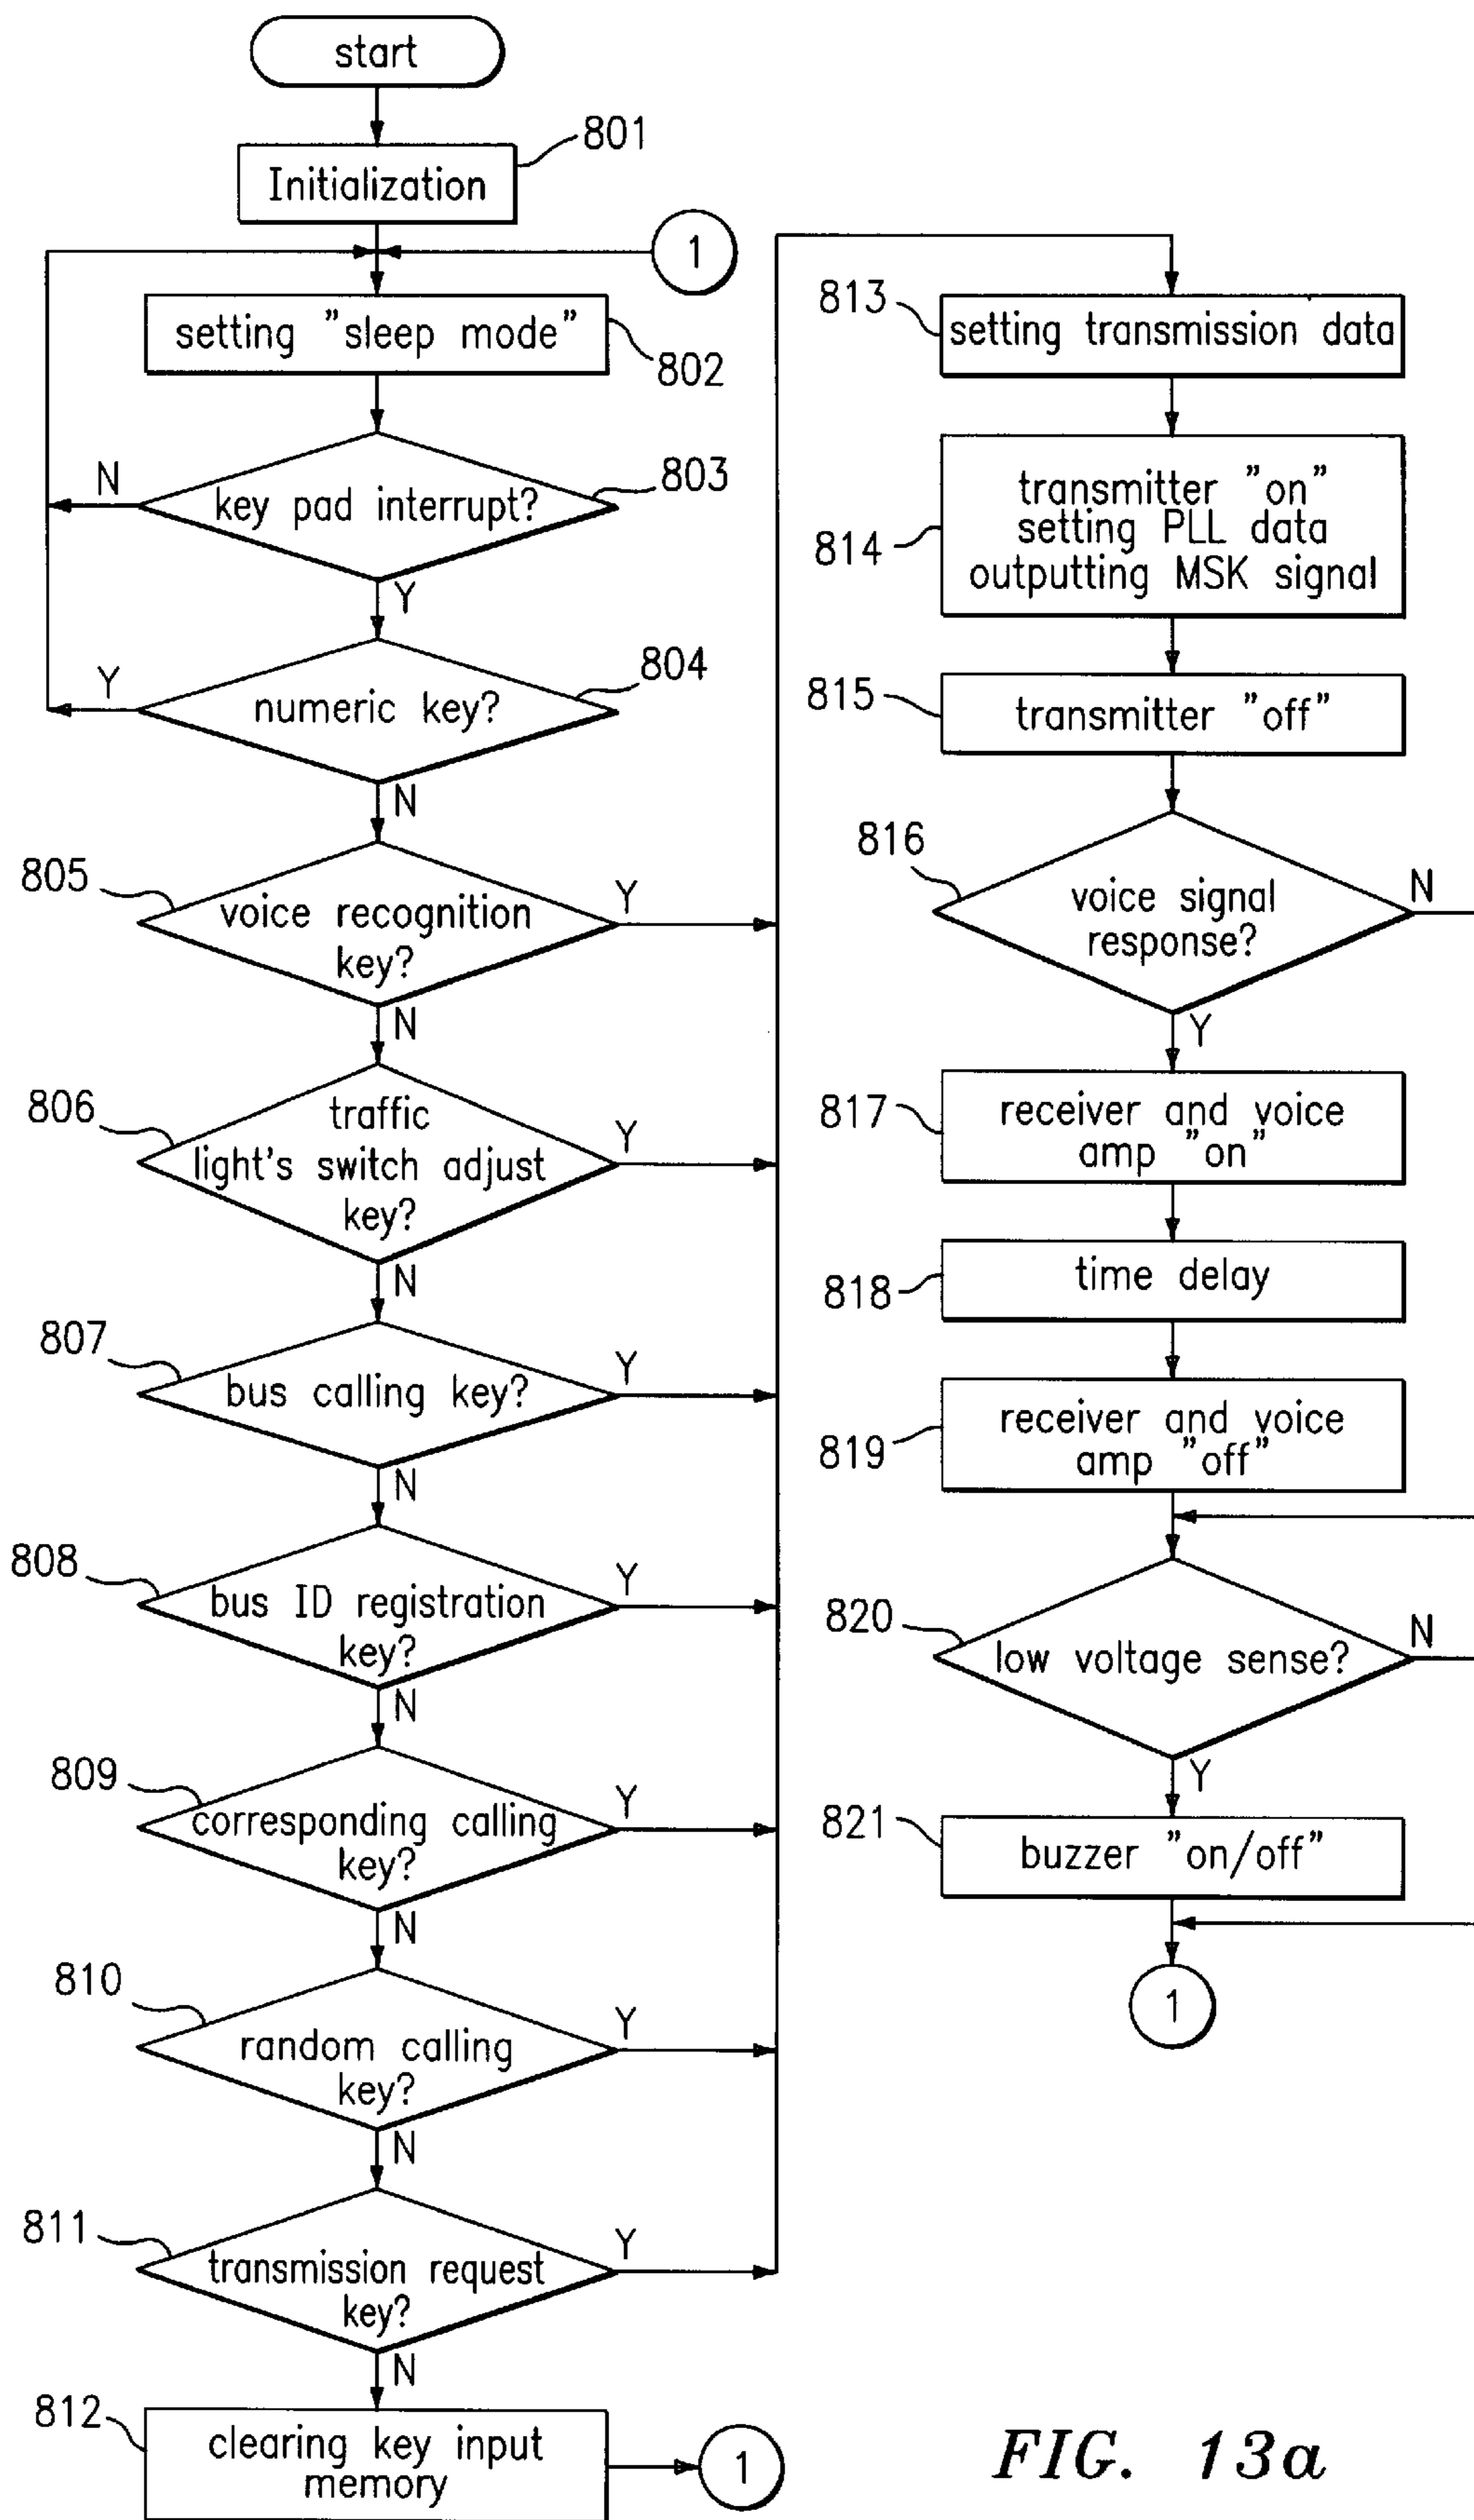 start
801
Initialization
1
setting "sleep mode"
802
803
N
key pad interrupt?
Y
804
Y
numeric key?
N
805
voice recognition
key?
Y
N
806
traffic
light's switch adjust
key?
Y
N
807
bus calling key?
Y
N
808
bus ID registration
key?
Y
N
809
corresponding calling
key?
Y
N
810
random calling
key?
Y
N
811
transmission request
key?
Y
N
812
clearing key input
memory
1
813
setting transmission data
814
transmitter "on"
setting PLL data
outputting MSK signal
815
transmitter "off"
816
voice signal
response?
N
Y
817
receiver and voice
amp "on"
818
time delay
819
receiver and voice
amp "off"
820
low voltage sense?
N
Y
821
buzzer "on/off"
1
FIG. 13a